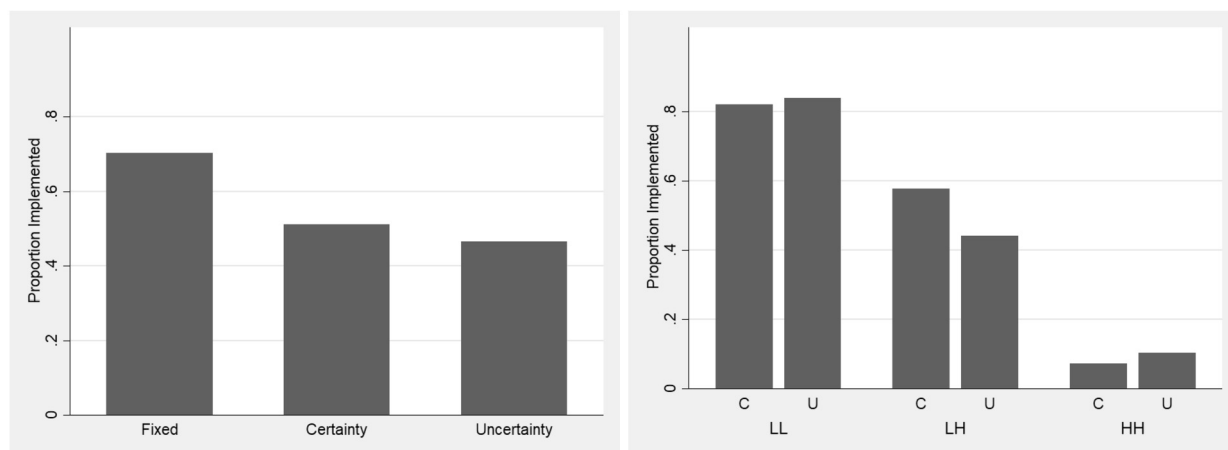 Proportion Implemented
.8
.6
.4
.2
0
Fixed Certainty Uncertainty
Proportion Implemented
.8
.6
.4
.2
0
C U C U C U
LL LH HH